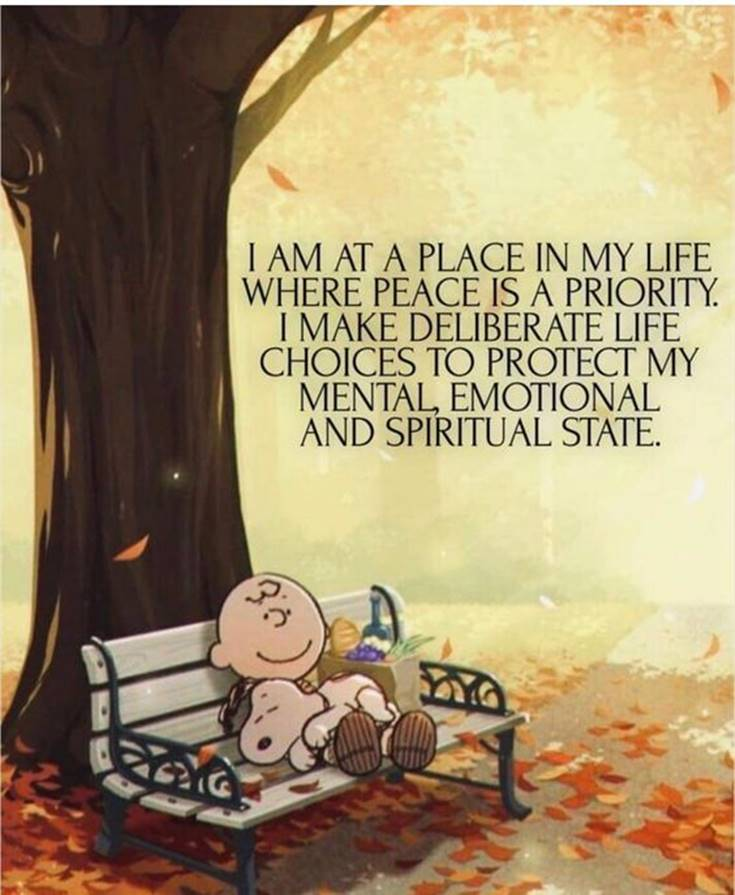 I AM AT A PLACE IN MY LIFE
WHERE PEACE IS A PRIORITY.
I MAKE DELIBERATE LIFE
CHOICES TO PROTECT MY
MENTAL, EMOTIONAL
AND SPIRITUAL STATE.